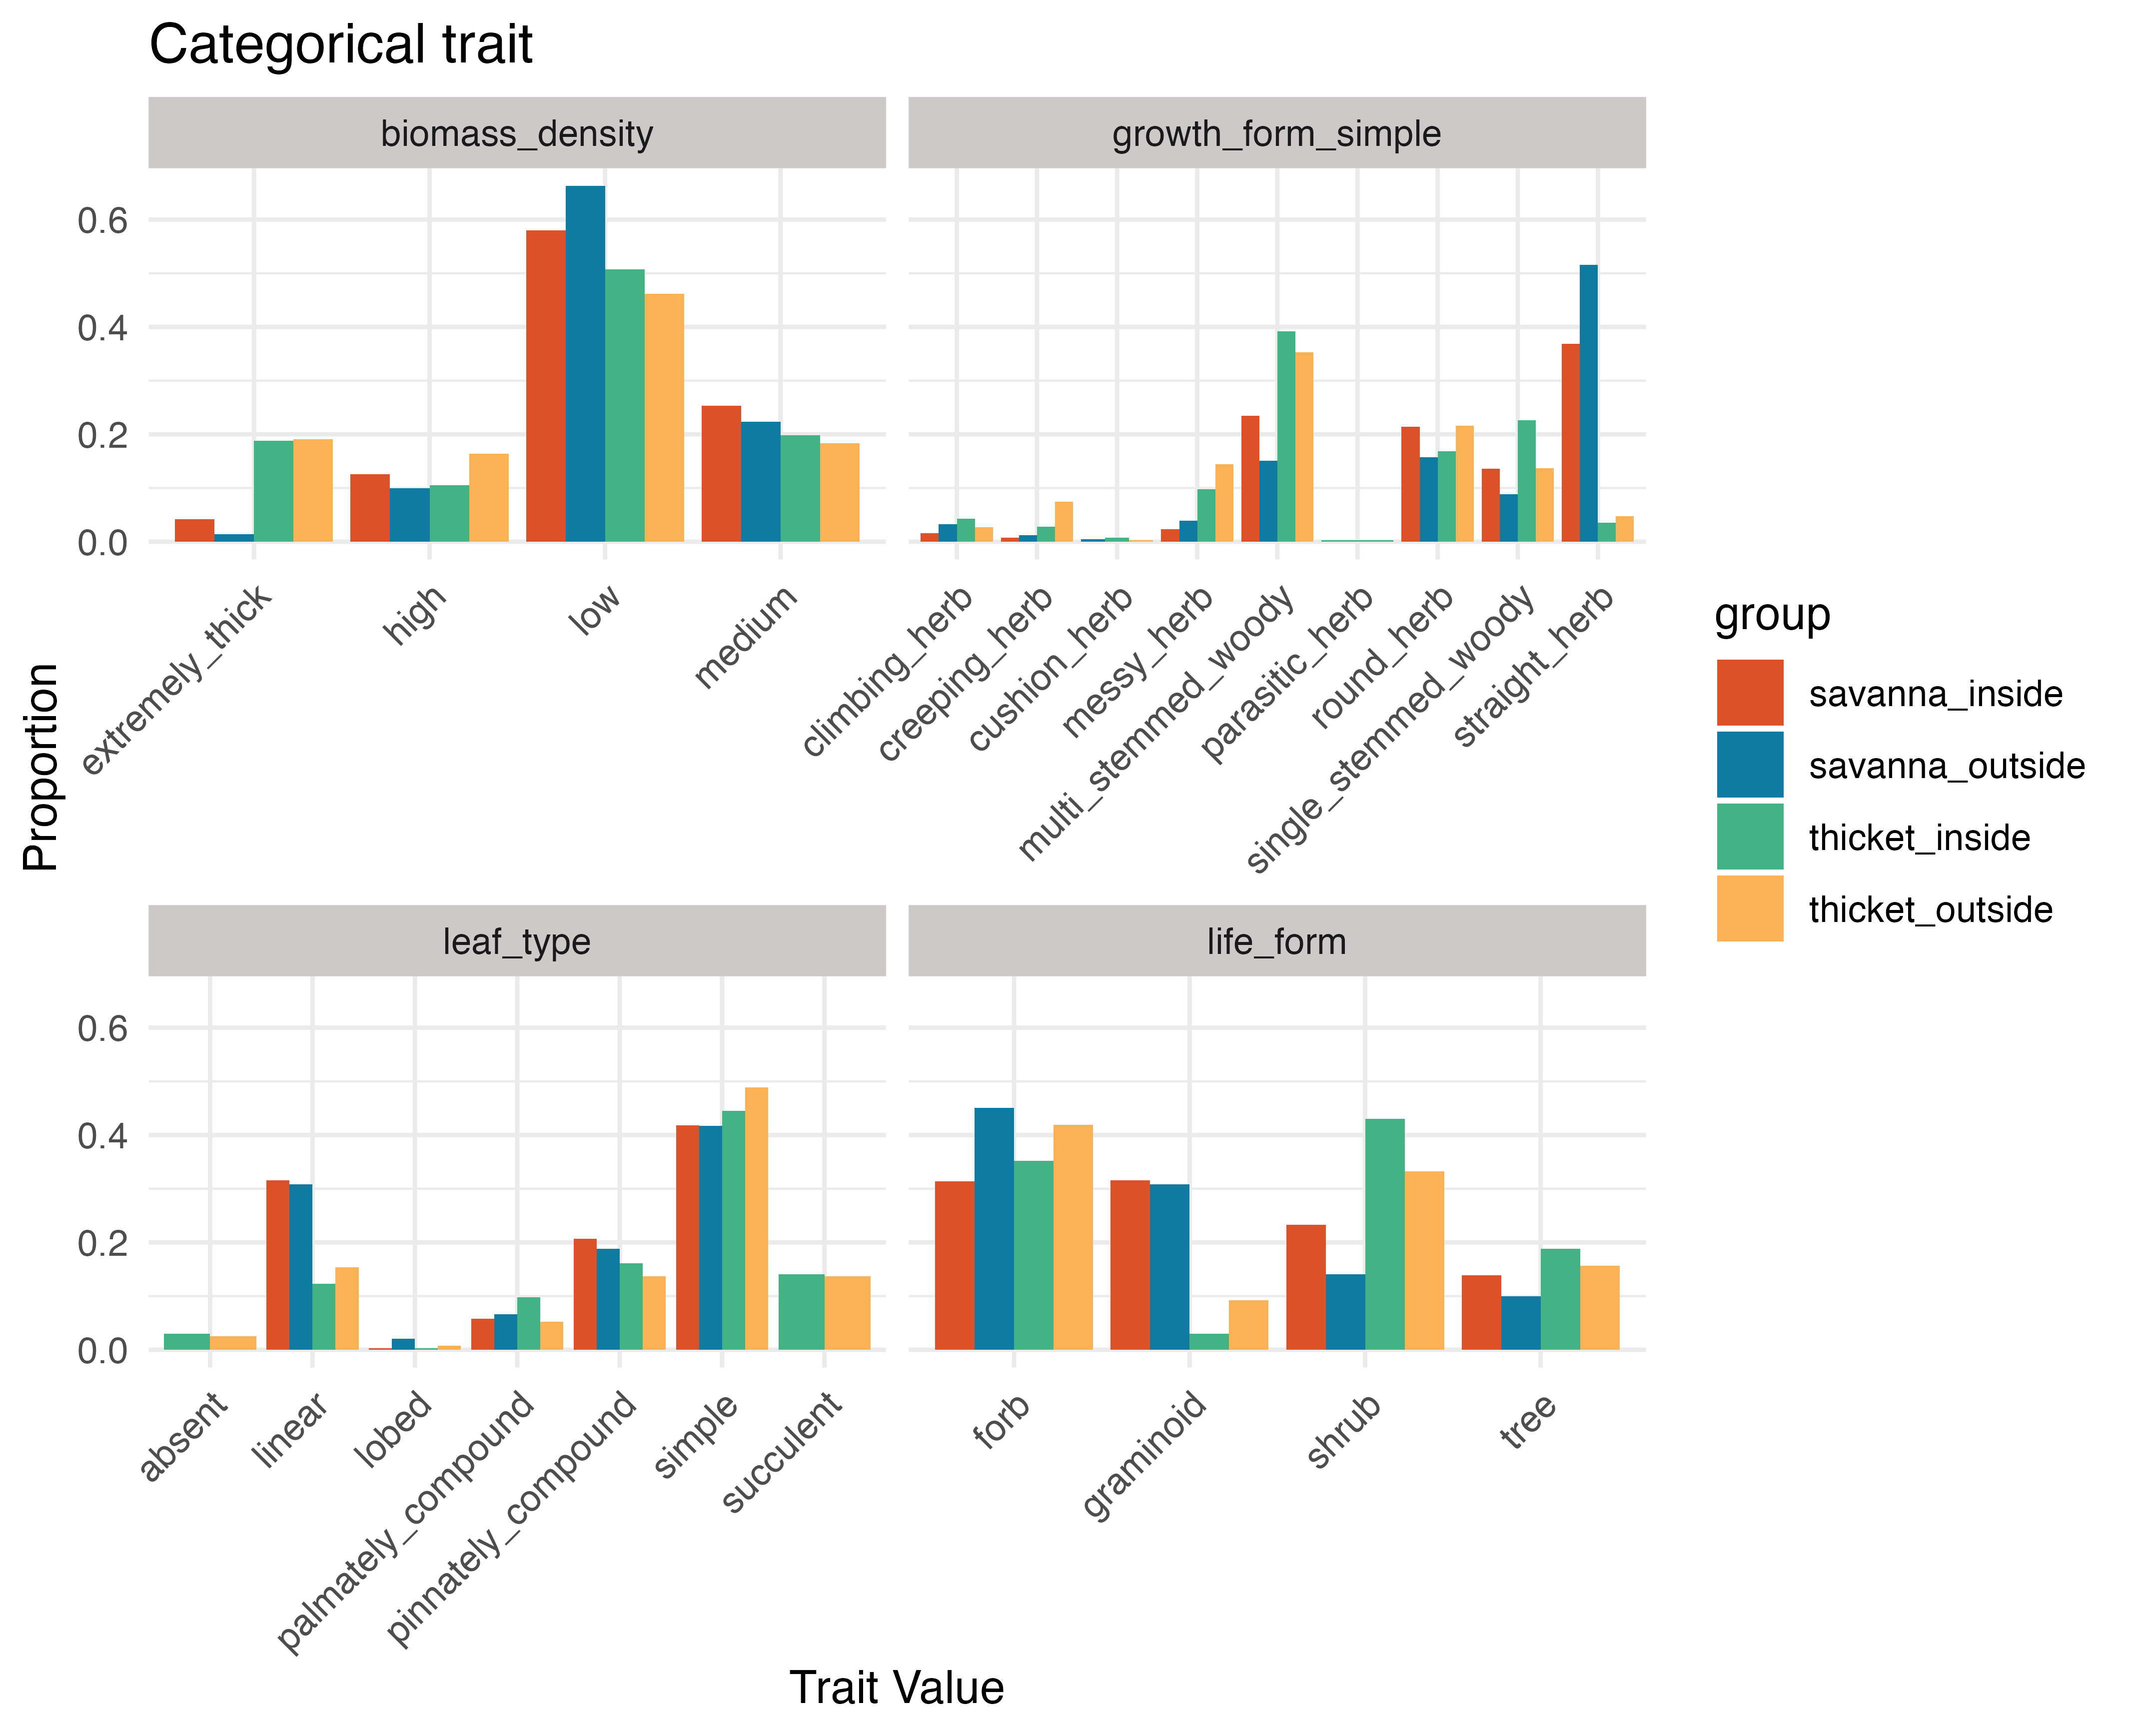 Categorical trait
biomass_density
growth_form_simple
0.6
0.4
0.2
0.0
extremely_thick
high
low
medium
climbing_herb
creeping_herb
cushion_herb
messy_herb
multi_stemmed_woody
parasitic_herb
round_herb
single_stemmed_woody
straight_herb
Proportion
group
savanna_inside
savanna_outside
thicket_inside
thicket_outside
leaf_type
life_form
0.6
0.4
0.2
0.0
absent
linear
lobed
palmately_compound
pinnately_compound
simple
succulent
forb
graminoid
shrub
tree
Trait Value